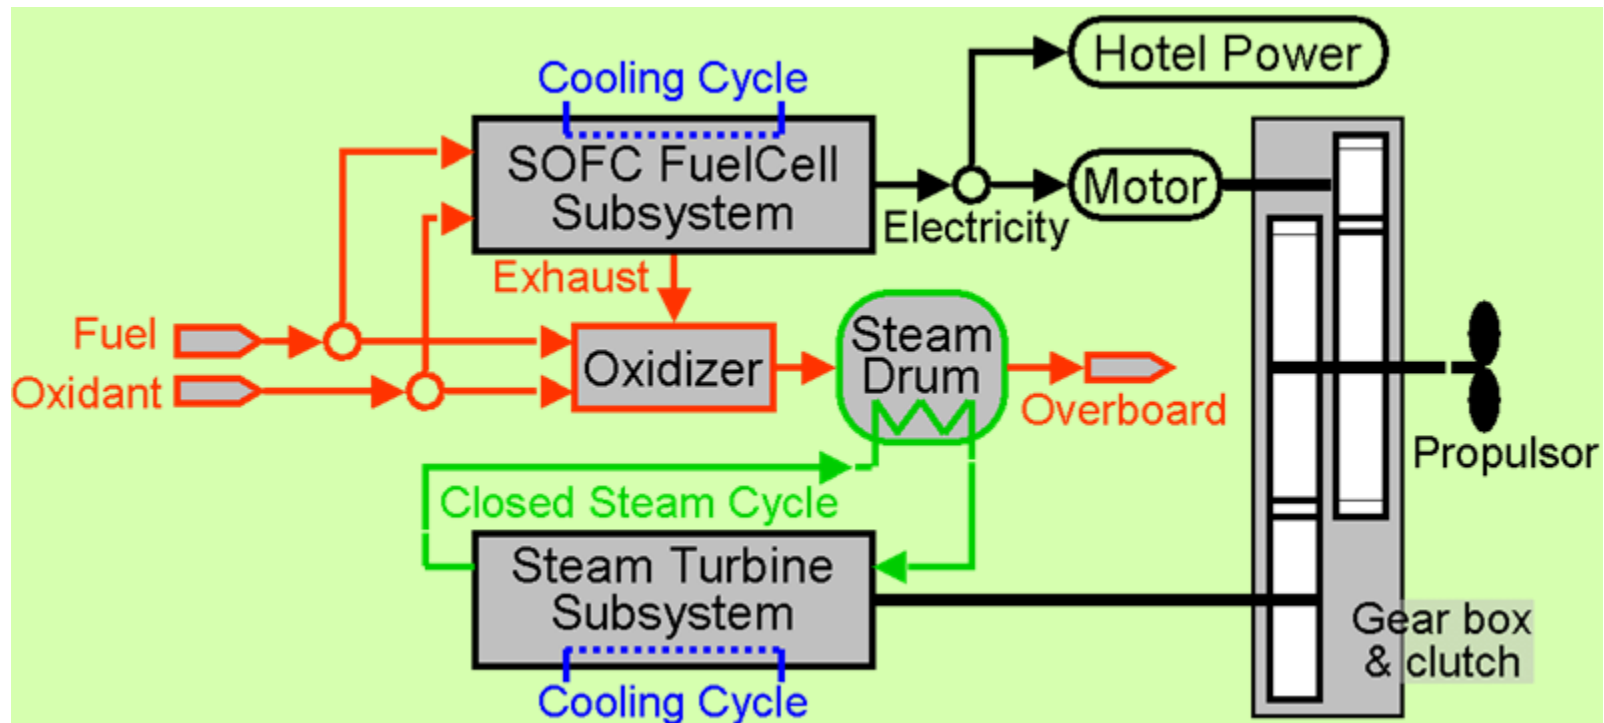 Cooling Cycle
Hotel Power
SOFC FuelCell
Subsystem
Motor
Electricity
Exhaust
Fuel
Oxidant
Oxidizer
Steam
Drum
Overboard
Propulsor
Closed Steam Cycle
Steam Turbine
Subsystem
Gear box
& clutch
Cooling Cycle